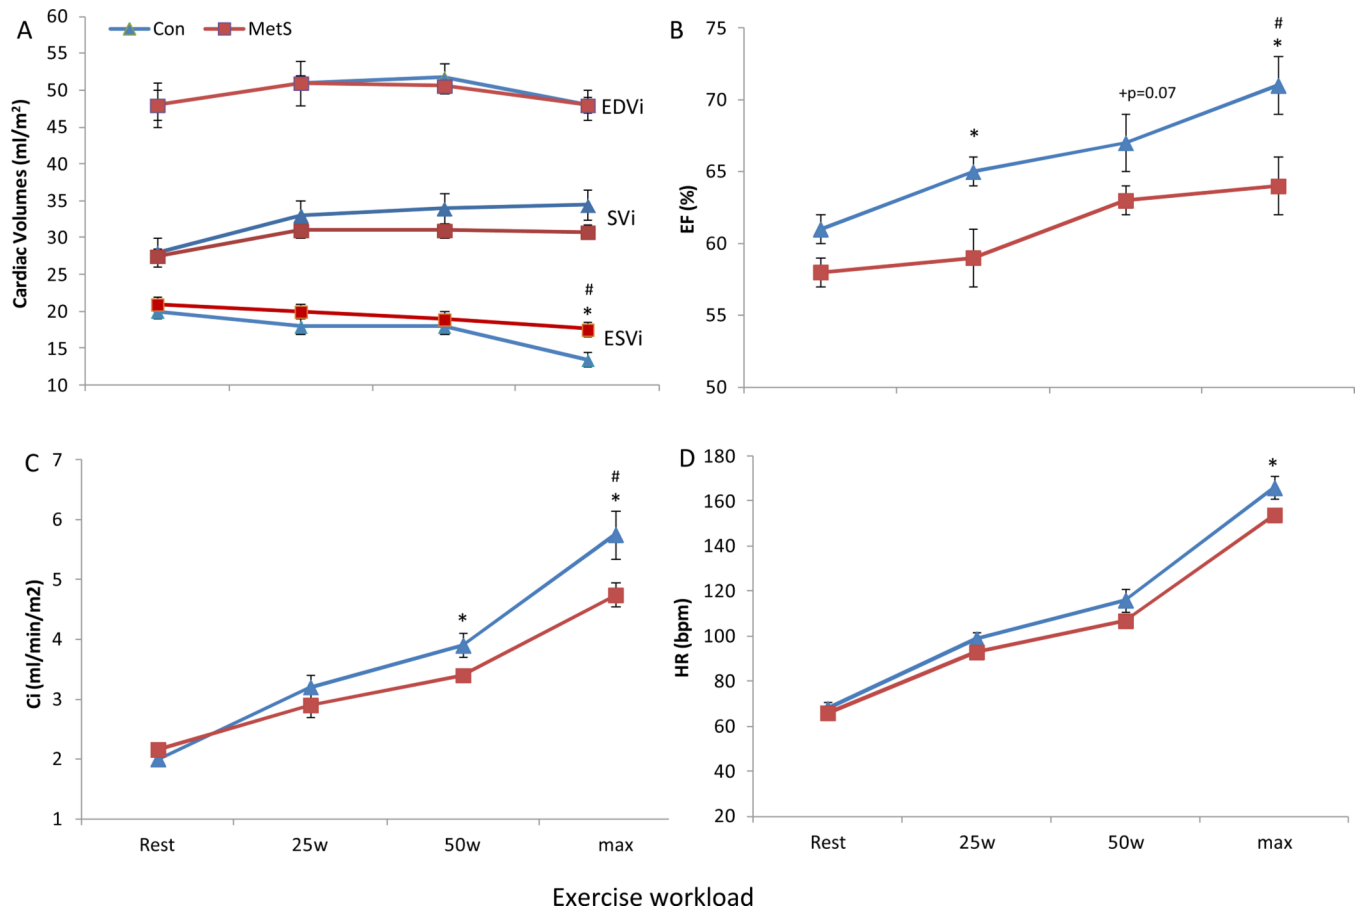 A
Con MetS
Cardiac Volumes (ml/m²)
60
55
50
45
40
35
30
25
20
15
10
EDVi
SVi
#
*
ESVi
B
EF (%)
75
70
65
60
55
50
*
+p=0.07
#
*
C
Ci (ml/min/m2)
7
6
5
4
3
2
1
*
#
*
Rest 25w 50w max
D
HR (bpm)
180
160
140
120
100
80
60
40
20
*
Rest 25w 50w max
Exercise workload